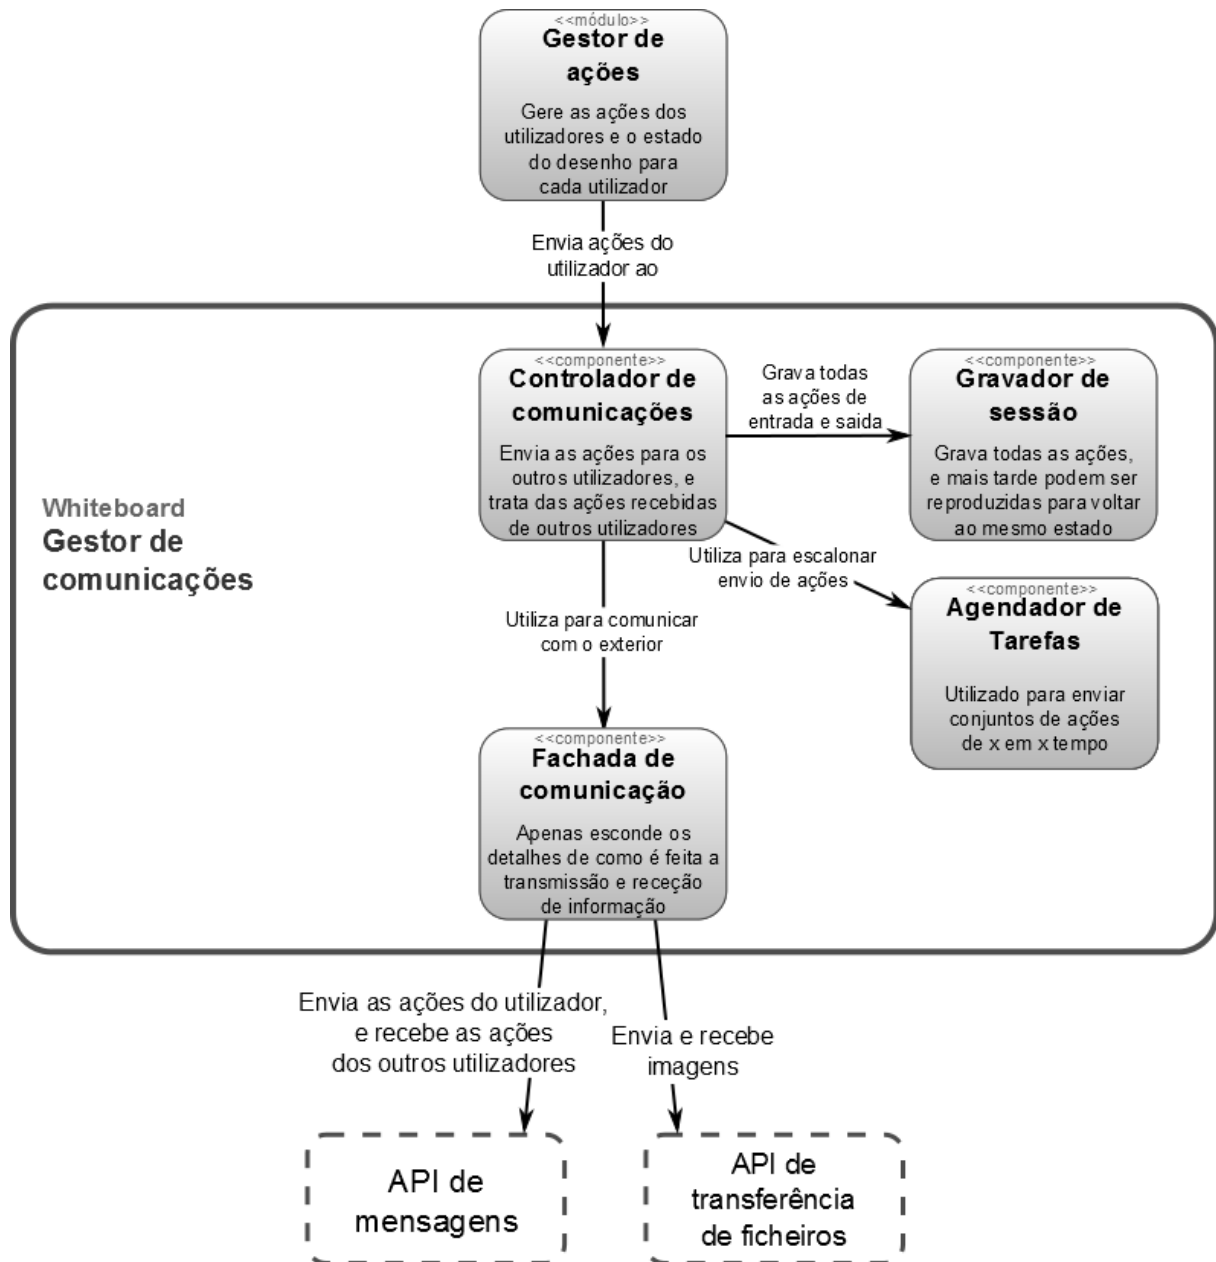 <<módulo>>
Gestor de
ações
Gere as ações dos
utilizadores e o estado
do desenho para
cada utilizador
Envia ações do
utilizador ao
<<componente>>
Controlador de
comunicações
Envia as ações para os
outros utilizadores, e
trata das ações recebidas
de outros utilizadores
Grava todas
as ações de
entrada e saida
<<componente>>
Gravador de
sessão
Grava todas as ações,
e mais tarde podem ser
reproduzidas para voltar
ao mesmo estado
Whiteboard
Gestor de
comunicações
Utiliza para escalonar
envio de ações
<<componente>>
Agendador de
Tarefas
Utilizado para enviar
conjuntos de ações
de x em x tempo
Utiliza para comunicar
com o exterior
<<componente>>
Fachada de
comunicação
Apenas esconde os
detalhes de como é feita a
transmissão e receção
de informação
Envia as ações do utilizador,
e recebe as ações
dos outros utilizadores
Envia e recebe
imagens
API de
mensagens
API de
transferência
de ficheiros